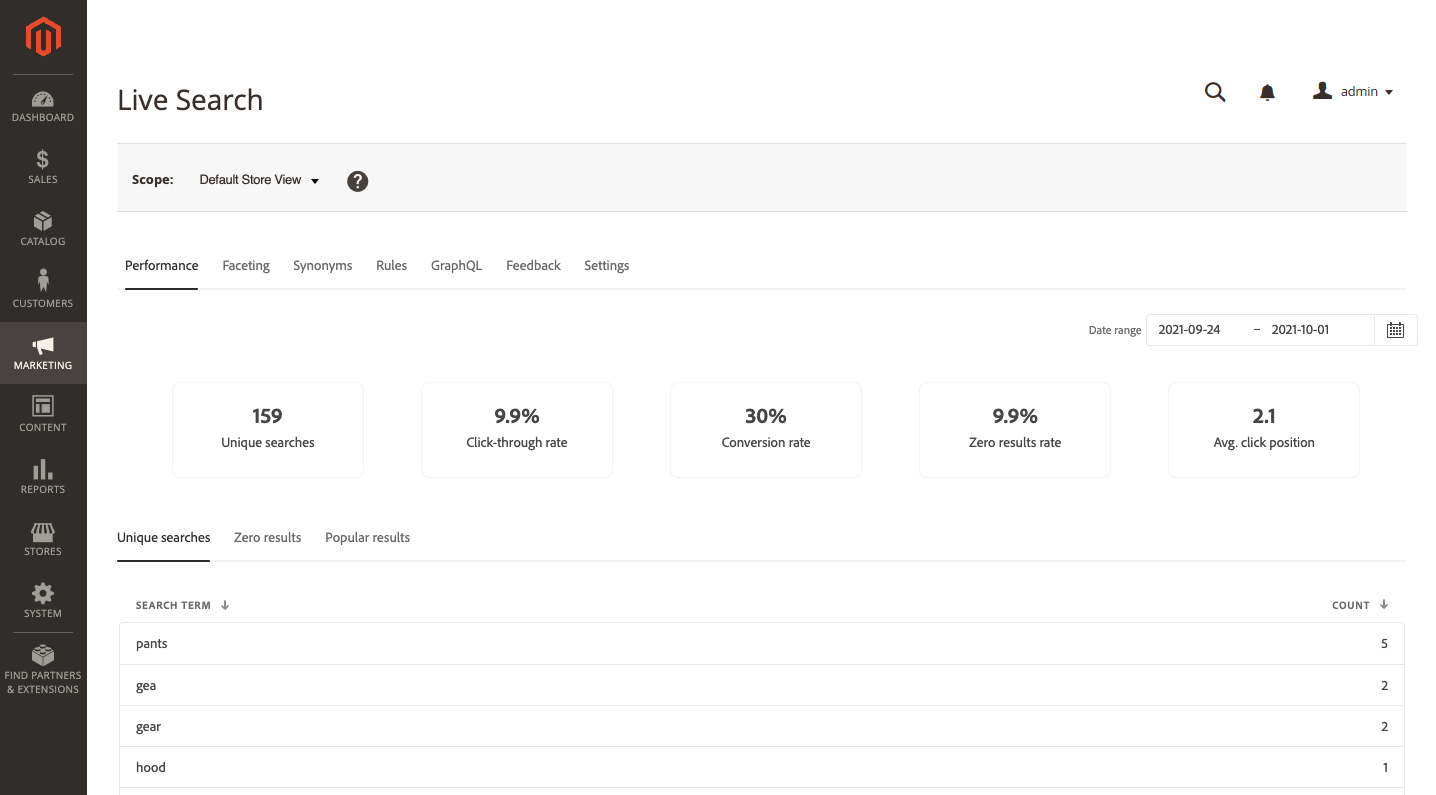 DASHBOARD
SALES
CATALOG
CUSTOMERS
MARKETING
CONTENT
REPORTS
STORES
SYSTEM
FIND PARTNERS
& EXTENSIONS
Live Search
admin
Scope: Default Store View ?
Performance Faceting Synonyms Rules GraphQL Feedback Settings
Date range 2021-09-24 – 2021-10-01
159 9.9% 30% 9.9% 2.1
Unique searches Click-through rate Conversion rate Zero results rate Avg. click position
Unique searches Zero results Popular results
SEARCH TERM COUNT
pants 5
gea 2
gear 2
hood 1